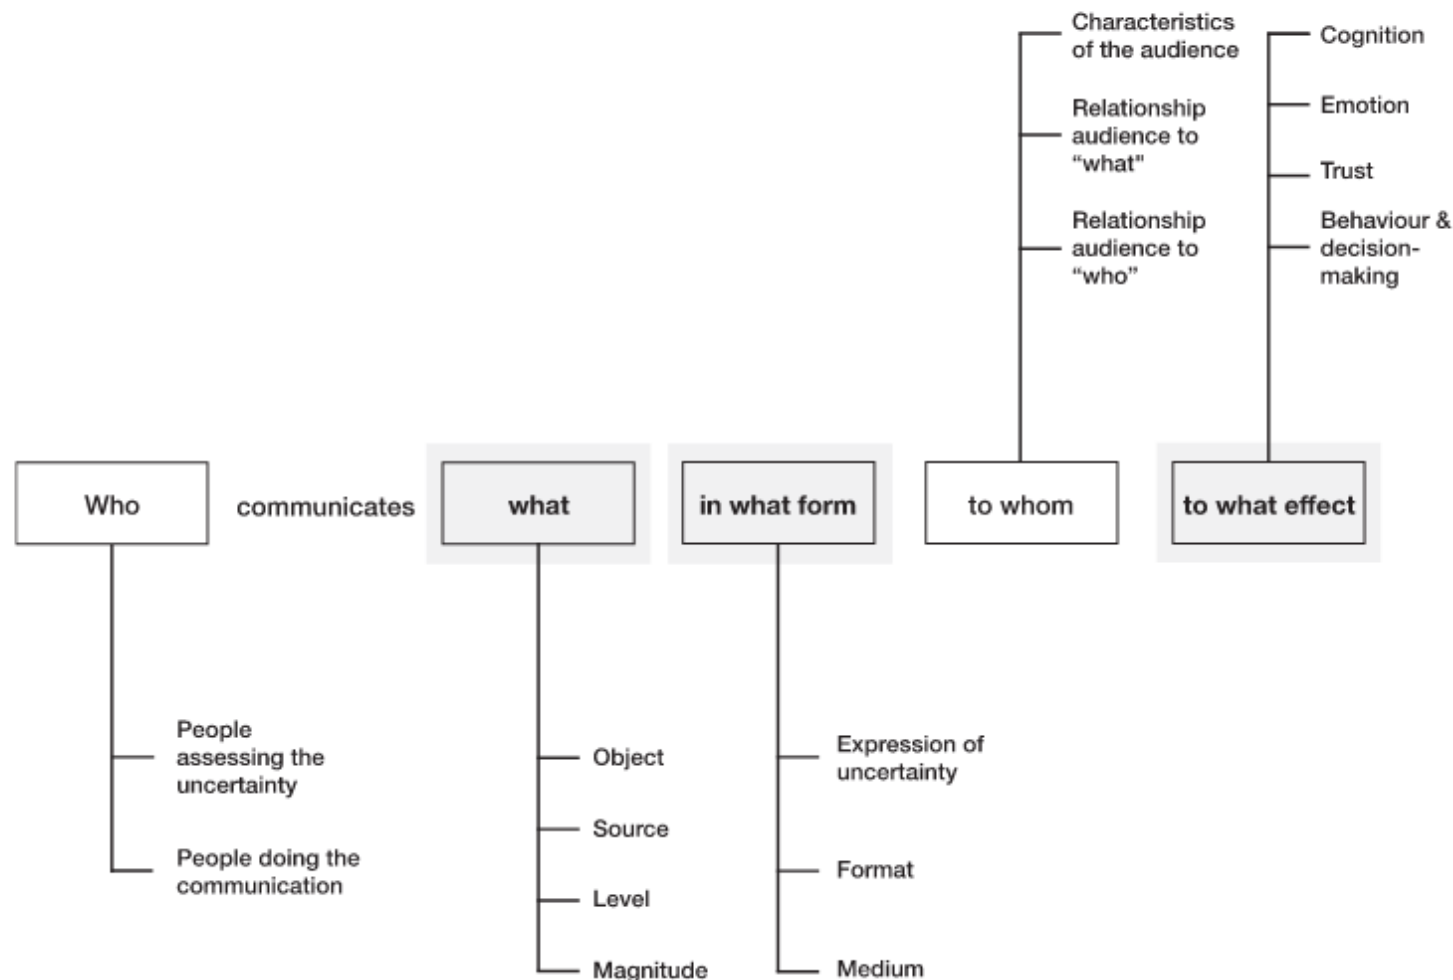 Characteristics
of the audience
Relationship
audience to
“what"
Relationship
audience to
“who”
Cognition
Emotion
Trust
Behaviour &
decision-
making
Who
communicates
what
in what form
to whom
to what effect
People
assessing the
uncertainty
People doing the
communication
Object
Source
Level
Magnitude
Expression of
uncertainty
Format
Medium